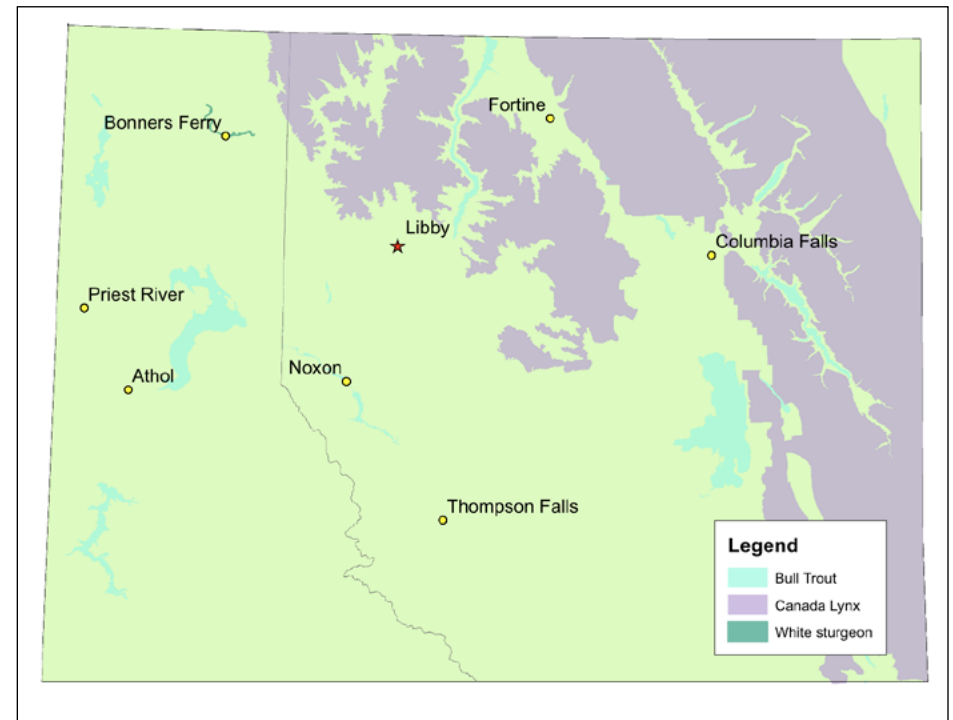 Fortine
Bonners Ferry
Libby
Columbia Falls
Priest River
Noxon
Athol
Thompson Falls
Legend
Bull Trout
Canada Lynx
White sturgeon